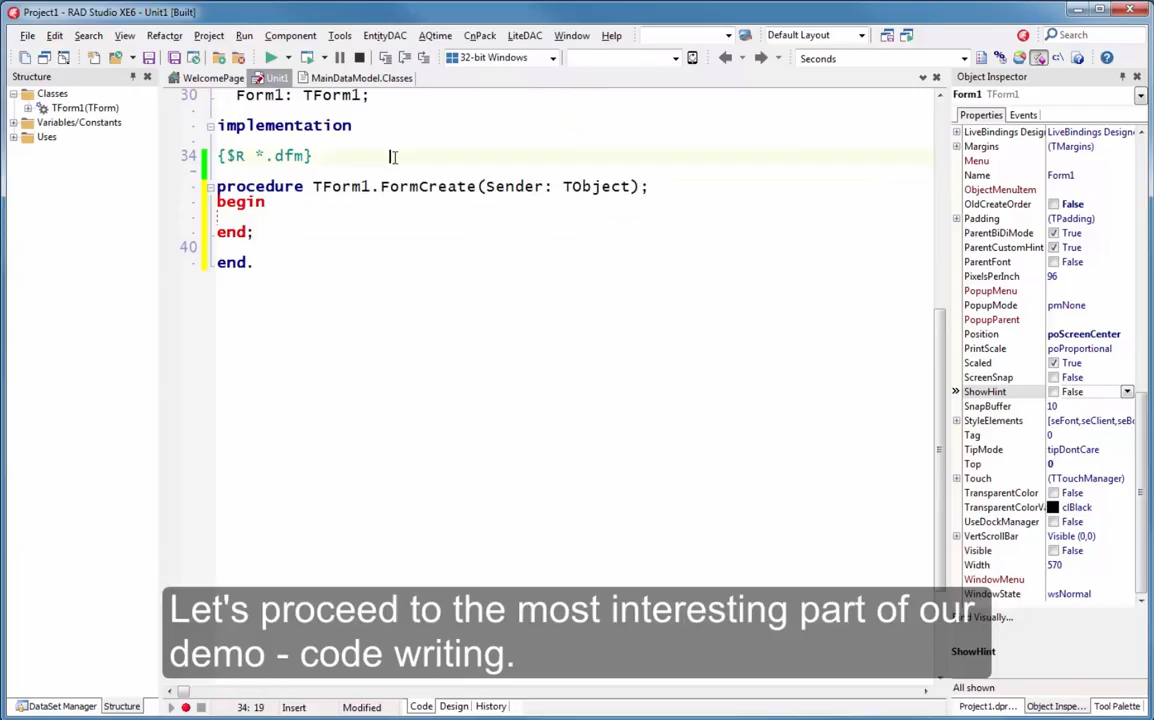 Project1 - RAD Studio XE6 - Unit1 [Built]
File Edit Search View Refactor Project Run Component Tools EntityDAC AQtime CnPack LiteDAC Window Help Default Layout Search
32-bit Windows Seconds
Structure
Classes
TForm1(TForm)
Variables/Constants
Uses
WelcomePage Unit1 MainDataModel.Classes
30 Form1: TForm1;
implementation
34 {$R *.dfm}
procedure TForm1.FormCreate(Sender: TObject);
begin
end;
40
end.
Object Inspector
Form1 TForm1
Properties Events
LiveBindings Designe
Margins (TMargins)
Menu
Name Form1
ObjectMenuItem
OldCreateOrder False
Padding (TPadding)
ParentBiDiMode True
ParentCustomHint True
ParentFont False
PixelsPerInch 96
PopupMenu
PopupMode pmNone
PopupParent
Position poScreenCenter
PrintScale poProportional
Scaled True
ScreenSnap False
ShowHint False
SnapBuffer 10
StyleElements [seFont,seClient,seBo
Tag 0
TipMode tipDontCare
Top 0
Touch (TTouchManager)
TransparentColor False
TransparentColorVa clBlack
UseDockManager False
VertScrollBar Visible (0,0)
Visible False
Width 570
WindowMenu
WindowState wsNormal
Visually...
ShowHint
All shown
Let's proceed to the most interesting part of our
demo - code writing.
DataSet Manager Structure
34: 19 Insert Modified Code Design History
Project1.dpr... Object Inspe... Tool Palette